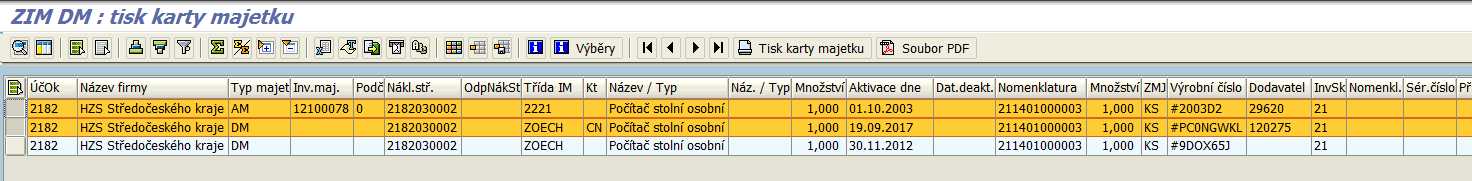 ZIM DM : tisk karty majetku
Výběry Tisk karty majetku Soubor PDF
ÚčOk Název firmy Typ majet Inv.maj. Podč Nákl.stř. OdpNákSt Třída IM Kt Název / Typ Náz. / Typ Množství Aktivace dne Dat.deakt. Nomenklatura Množství ZMJ Výrobní číslo Dodavatel InvSk Nomenkl. Sér.číslo Př
2182 HZS Středočeského kraje AM 12100078 0 2182030002 2221 Počítač stolní osobní 1,000 01.10.2003 211401000003 1,000 KS #2003D2 29620 21
2182 HZS Středočeského kraje DM 2182030002 ZOECH CN Počítač stolní osobní 1,000 19.09.2017 211401000003 1,000 KS #PC0NGWKL 120275 21
2182 HZS Středočeského kraje DM 2182030002 ZOECH Počítač stolní osobní 1,000 30.11.2012 211401000003 1,000 KS #9DOX65J 21